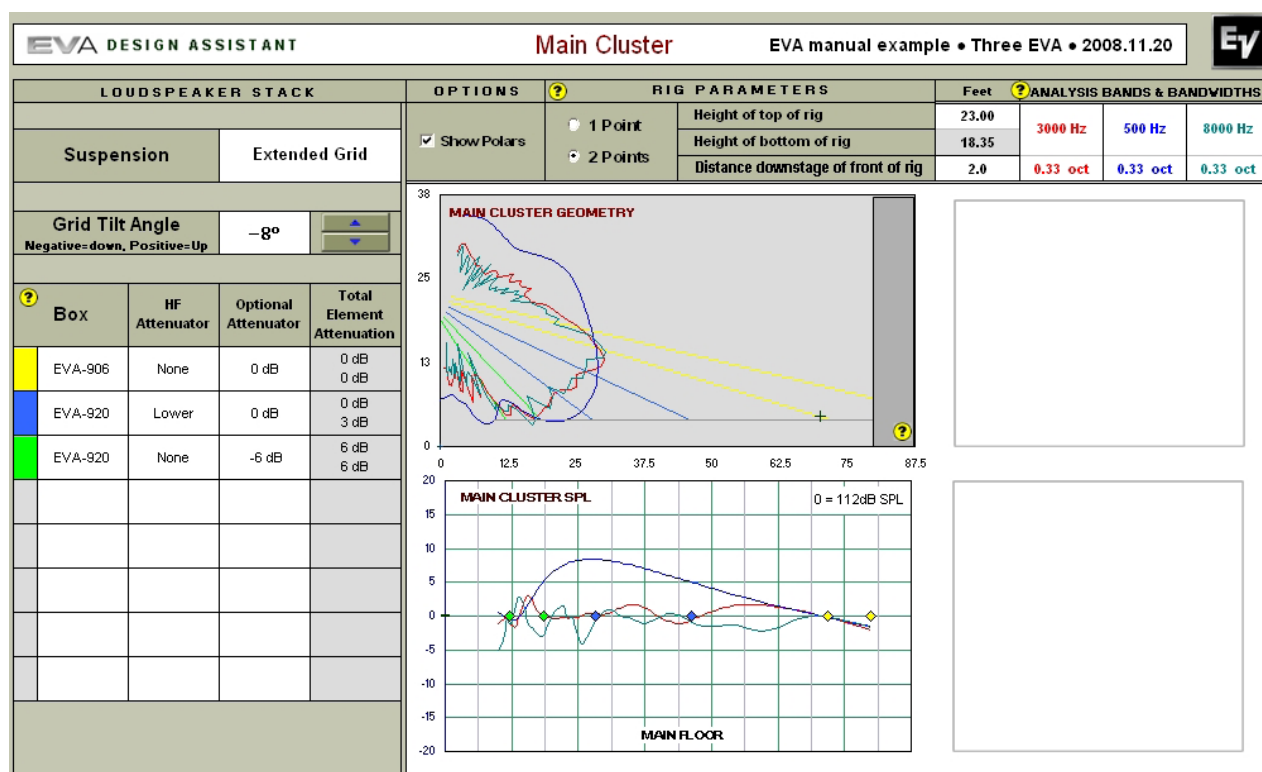 EVA DESIGN ASSISTANT
Main Cluster
EVA manual example • Three EVA • 2008.11.20
EV
LOUDSPEAKER STACK
Suspension
Extended Grid
Grid Tilt Angle
Negative=down, Positive=Up
−8º
?
Box
HF Attenuator
Optional Attenuator
Total Element Attenuation
EVA-906
None
0 dB
0 dB
0 dB
EVA-920
Lower
0 dB
0 dB
3 dB
EVA-920
None
-6 dB
6 dB
6 dB
OPTIONS
Show Polars
?
RIG PARAMETERS
Feet
1 Point
2 Points
Height of top of rig
23.00
Height of bottom of rig
18.35
Distance downstage of front of rig
2.0
?
ANALYSIS BANDS & BANDWIDTHS
3000 Hz
500 Hz
8000 Hz
0.33 oct
0.33 oct
0.33 oct
MAIN CLUSTER GEOMETRY
38
25
13
0
?
0 12.5 25 37.5 50 62.5 75 87.5
MAIN CLUSTER SPL
0 = 112dB SPL
20
15
10
5
0
-5
-10
-15
-20
MAIN FLOOR